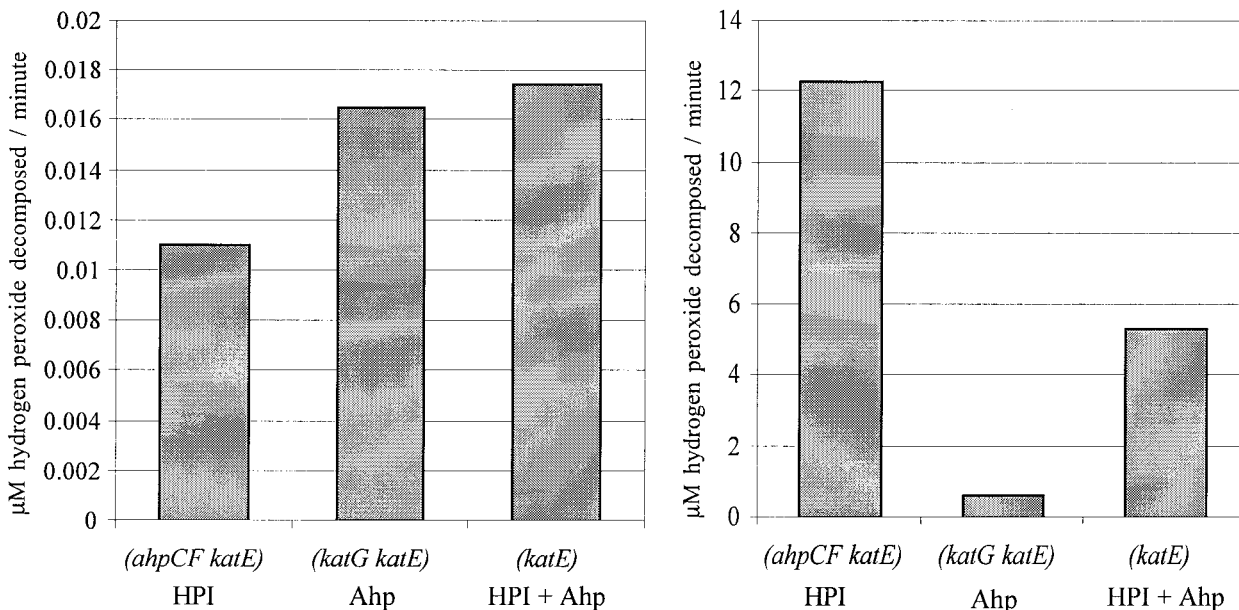 µM hydrogen peroxide decomposed / minute
0.02
0.018
0.016
0.014
0.012
0.01
0.008
0.006
0.004
0.002
0
(ahpCF katE)
HPI
(katG katE)
Ahp
(katE)
HPI + Ahp
µM hydrogen peroxide decomposed / minute
14
12
10
8
6
4
2
0
(ahpCF katE)
HPI
(katG katE)
Ahp
(katE)
HPI + Ahp